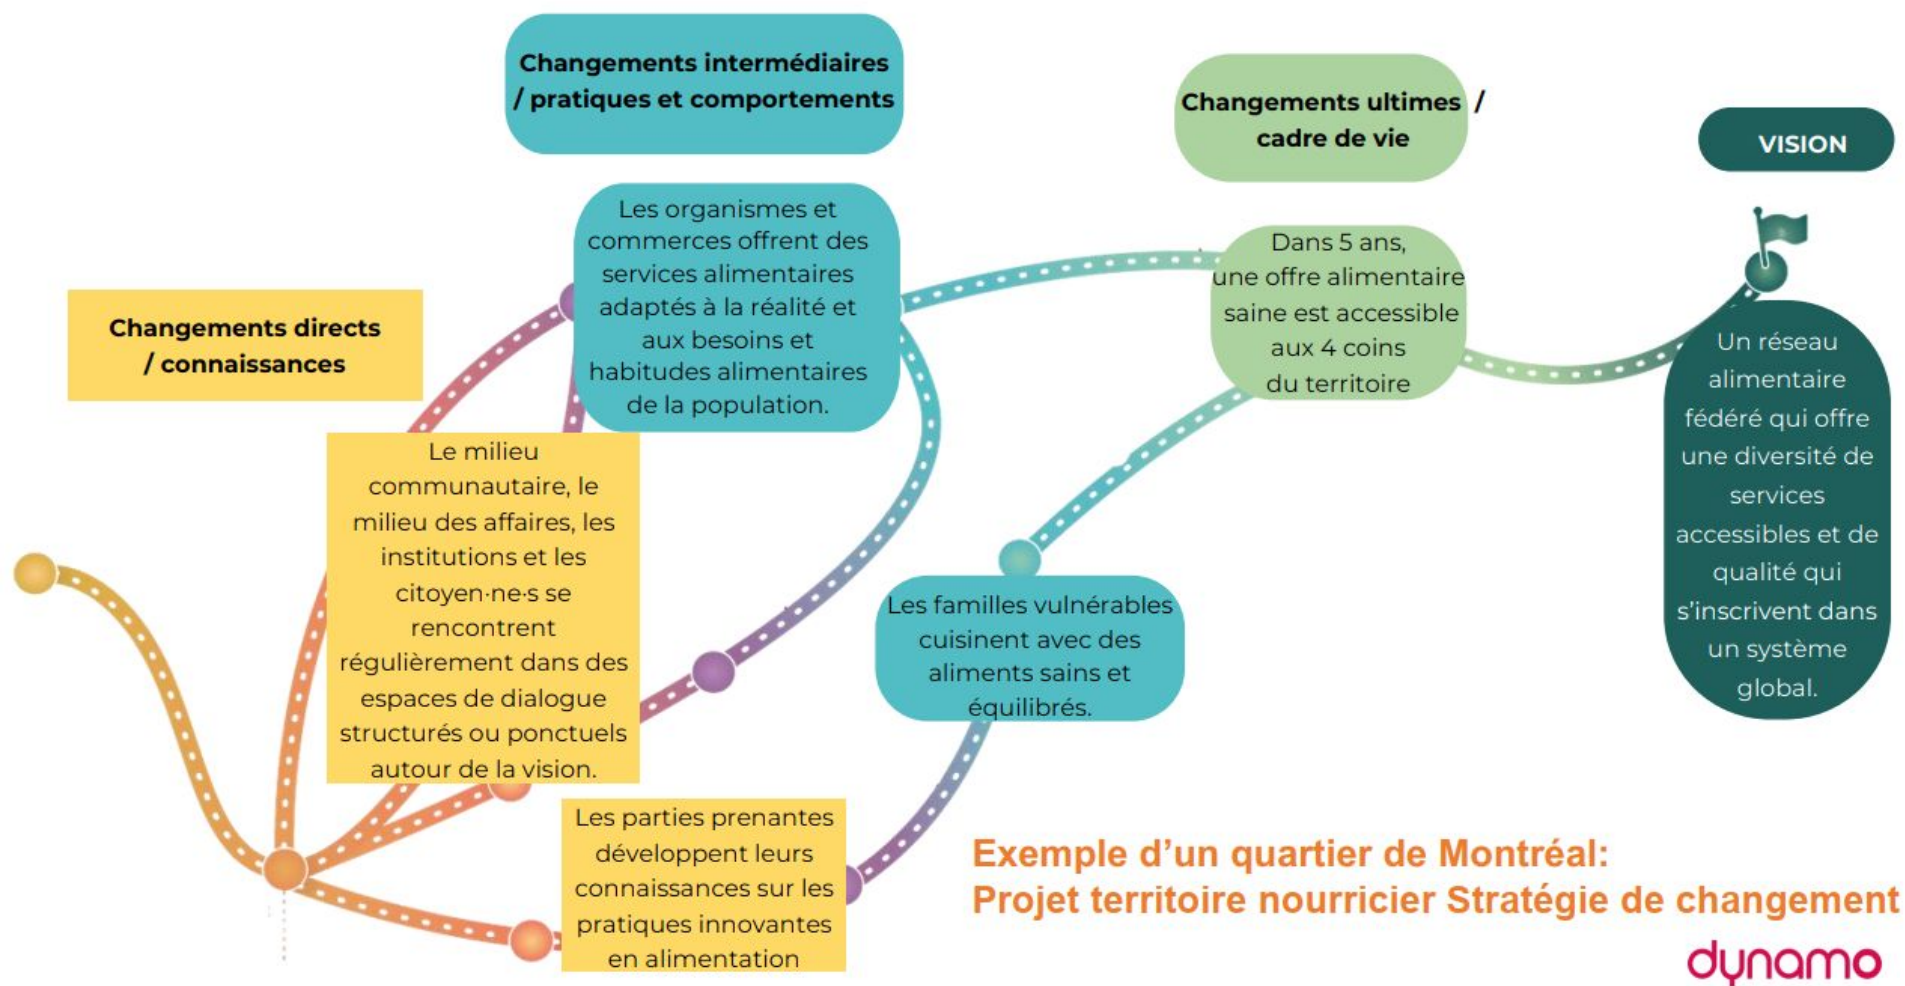 Changements intermédiaires
/ pratiques et comportements
Changements ultimes /
cadre de vie
VISION
Changements directs
/ connaissances
Les organismes et
commerces offrent des
services alimentaires
adaptés à la réalité et
aux besoins et
habitudes alimentaires
de la population.
Dans 5 ans,
une offre alimentaire
saine est accessible
aux 4 coins
du territoire
Un réseau
alimentaire
fédéré qui offre
une diversité de
services
accessibles et de
qualité qui
s'inscrivent dans
un système
global.
Le milieu
communautaire, le
milieu des affaires, les
institutions et les
citoyen·ne·s se
rencontrent
régulièrement dans des
espaces de dialogue
structurés ou ponctuels
autour de la vision.
Les familles vulnérables
cuisinent avec des
aliments sains et
équilibrés.
Les parties prenantes
développent leurs
connaissances sur les
pratiques innovantes
en alimentation
Exemple d'un quartier de Montréal:
Projet territoire nourricier Stratégie de changement
dynamo